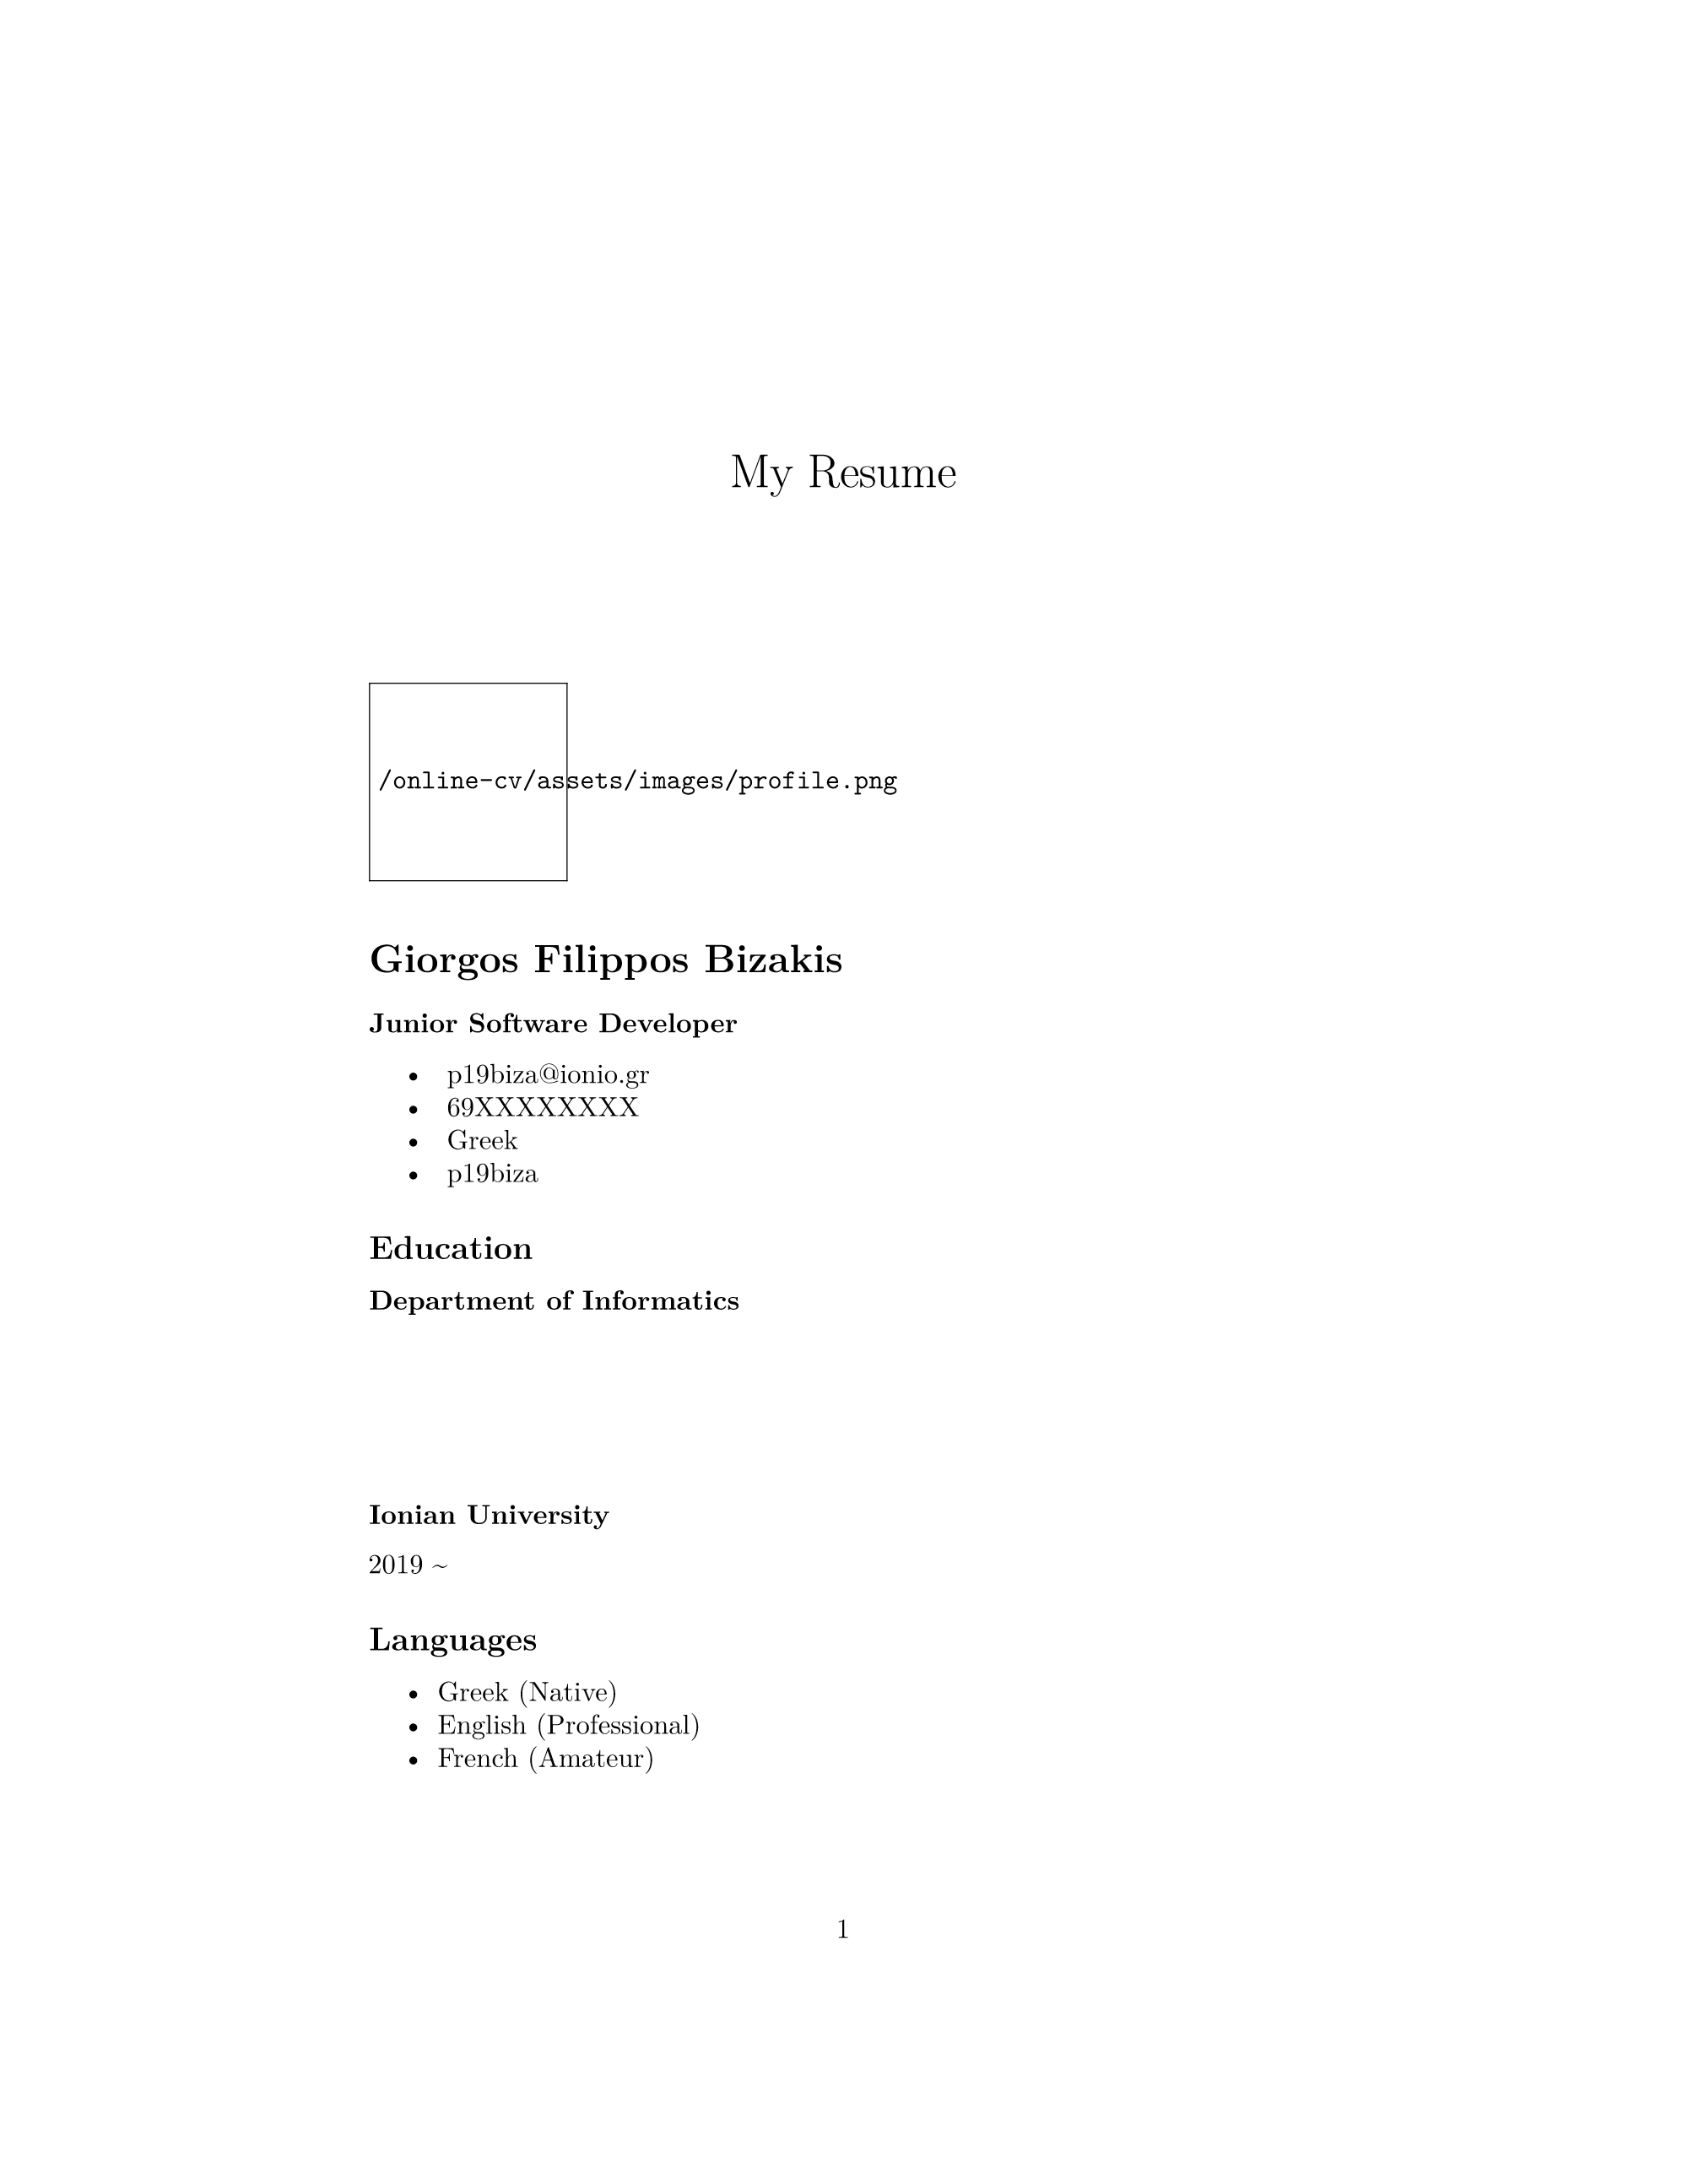 My Resume
/online-cv/assets/images/profile.png
Giorgos Filippos Bizakis
Junior Software Developer
• p19biza@ionio.gr
• 69XXXXXXXX
• Greek
• p19biza
Education
Department of Informatics
Ionian University
2019 ~
Languages
• Greek (Native)
• English (Professional)
• French (Amateur)
1